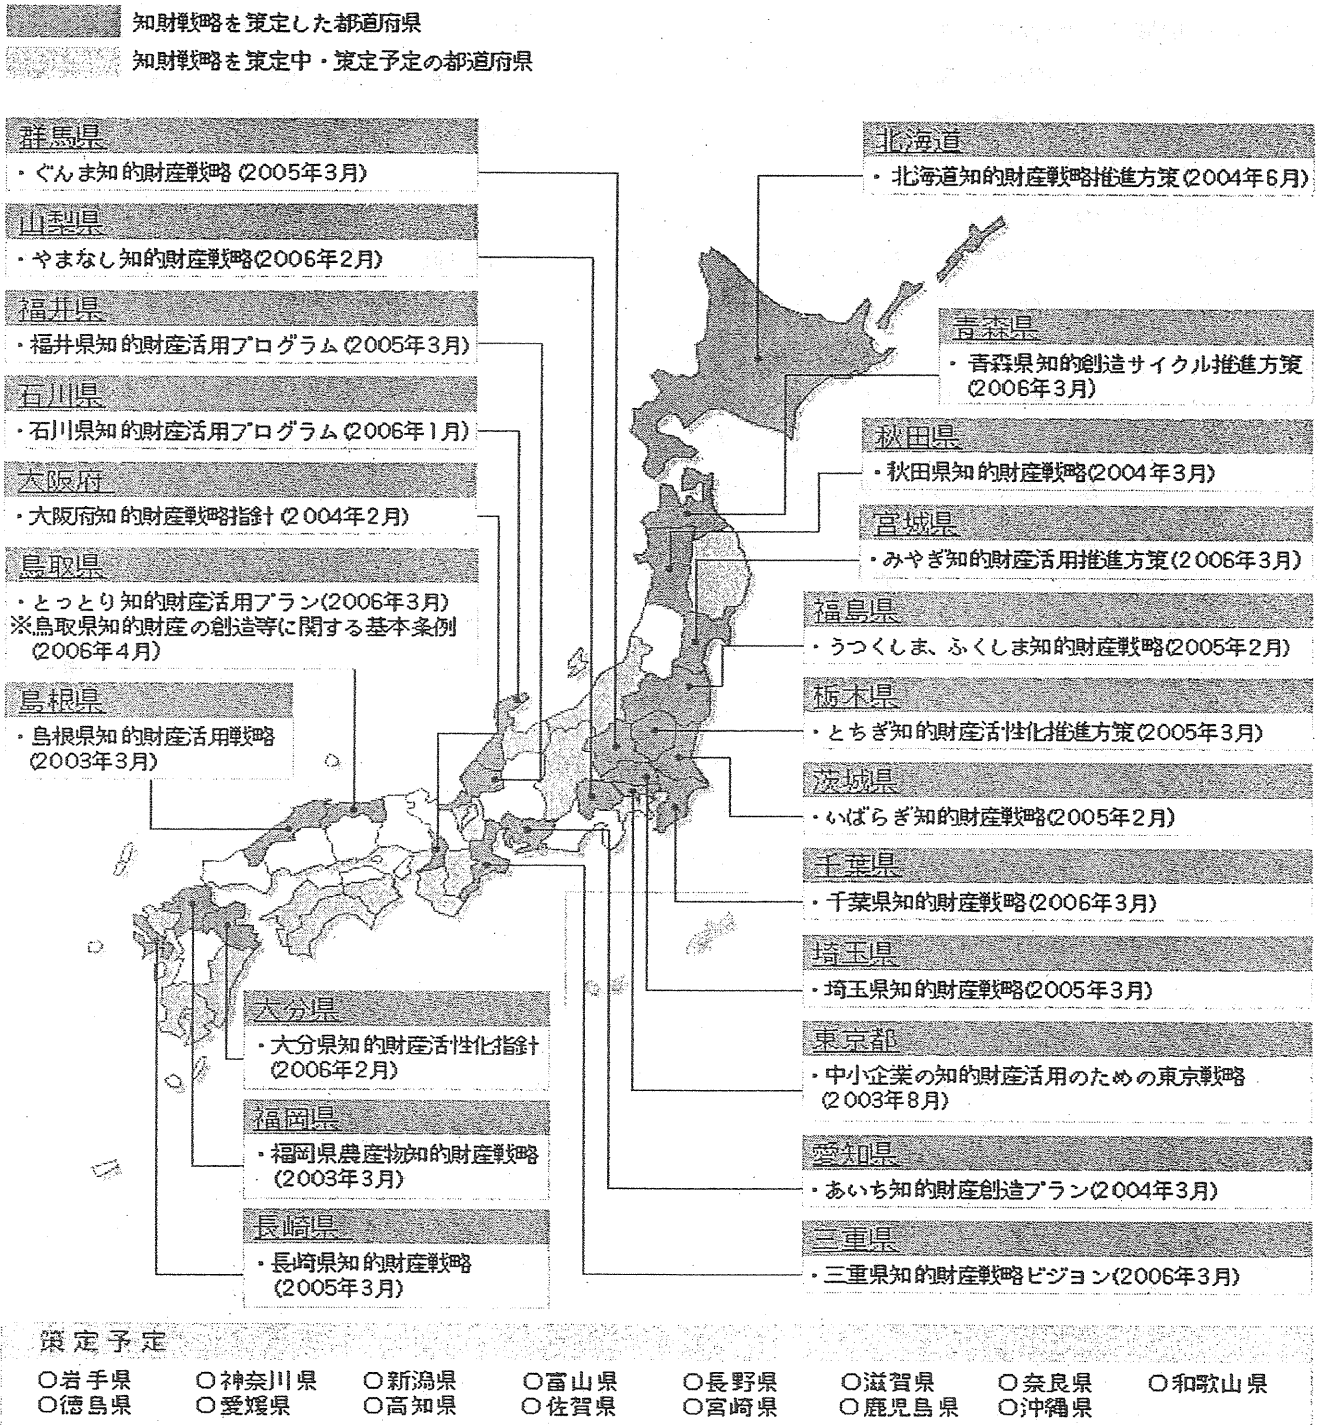 知財戦略を策定した都道府県
知財戦略を策定中・策定予定の都道府県
群馬県
・ぐんま知的財産戦略(2005年3月)
山梨県
・やまなし知的財産戦略(2006年2月)
福井県
・福井県知的財産活用プログラム(2005年3月)
石川県
・石川県知的財産活用プログラム(2006年1月)
大阪府
・大阪府知的財産戦略指針(2004年2月)
鳥取県
・とっとり知的財産活用プラン(2006年3月)
※鳥取県知的財産の創造等に関する基本条例
(2006年4月)
島根県
・島根県知的財産活用戦略
(2003年3月)
北海道
・北海道知的財産戦略推進方策(2004年6月)
青森県
・青森県知的創造サイクル推進方策
(2006年3月)
秋田県
・秋田県知的財産戦略(2004年3月)
宮城県
・みやぎ知的財産活用推進方策(2006年3月)
福島県
・うつくしま、ふくしま知的財産戦略(2005年2月)
栃木県
・とちぎ知的財産活性化推進方策(2005年3月)
茨城県
・いばらぎ知的財産戦略(2005年2月)
千葉県
・千葉県知的財産戦略(2006年3月)
埼玉県
・埼玉県知的財産戦略(2005年3月)
東京都
・中小企業の知的財産活用のための東京戦略
(2003年8月)
愛知県
・あいち知的財産創造プラン(2004年3月)
三重県
・三重県知的財産戦略ビジョン(2006年3月)
大分県
・大分県知的財産活性化指針
(2006年2月)
福岡県
・福岡県農産物知的財産戦略
(2003年3月)
長崎県
・長崎県知的財産戦略
(2005年3月)
策定予定
○岩手県 ○神奈川県 ○新潟県 ○富山県 ○長野県 ○滋賀県 ○奈良県 ○和歌山県
○徳島県 ○愛媛県 ○高知県 ○佐賀県 ○宮崎県 ○鹿児島県 ○沖縄県